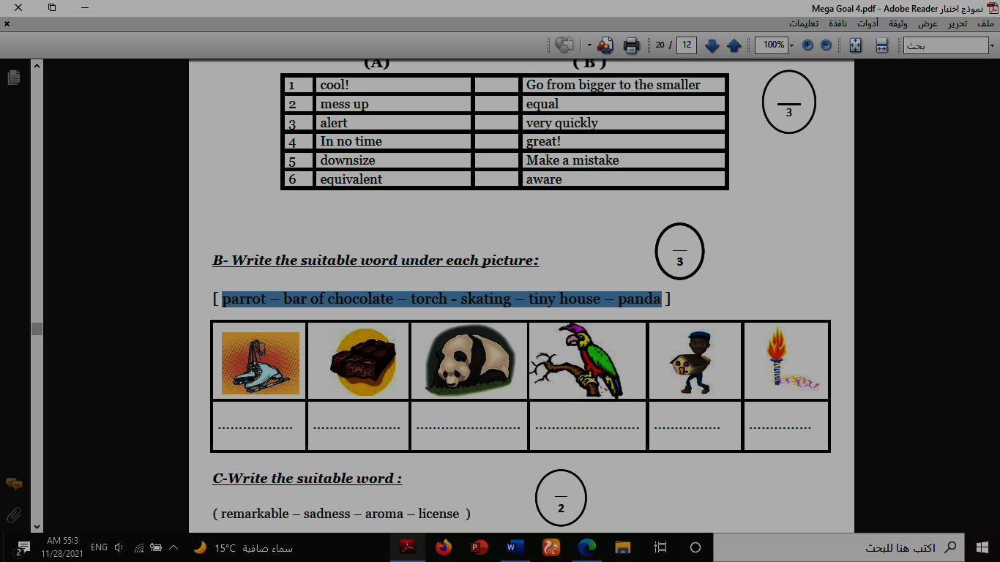 نموذج اختبار Mega Goal 4.pdf - Adobe Reader
ملف تحرير عرض وثيقة أدوات نافذة تعليمات
20 / 12 100% بحث
(A) ( B )
1 cool! Go from bigger to the smaller
2 mess up equal
3 alert very quickly
4 In no time great!
5 downsize Make a mistake
6 equivalent aware
3
B- Write the suitable word under each picture:
3
[ parrot – bar of chocolate – torch - skating – tiny house – panda ]
.................. ..................... ......................... ......................... ................ ...............
C-Write the suitable word :
2
( remarkable – sadness – aroma – license )
2 AM 55:3 ENG 15°C سماء صافية اكتب هنا للبحث
11/28/2021